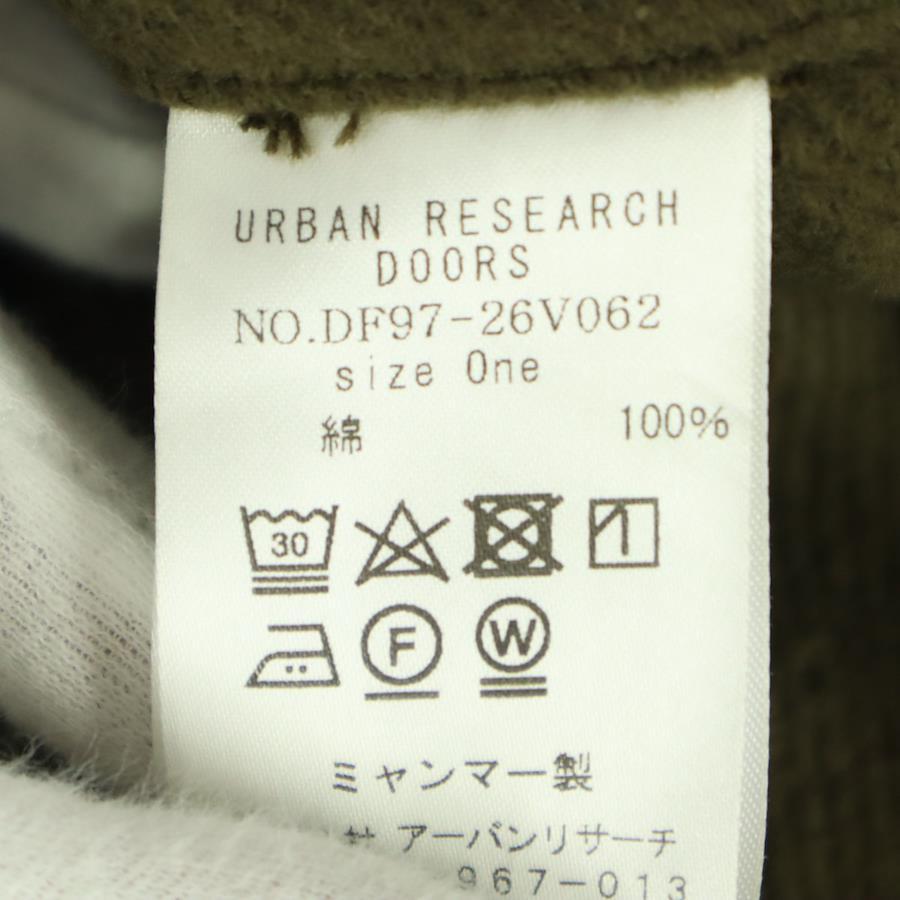 URBAN RESEARCH
DOORS
NO.DF97-26V062
size One
綿 100%
30
F W
ミャンマー製
アーバンリサーチ
967-013